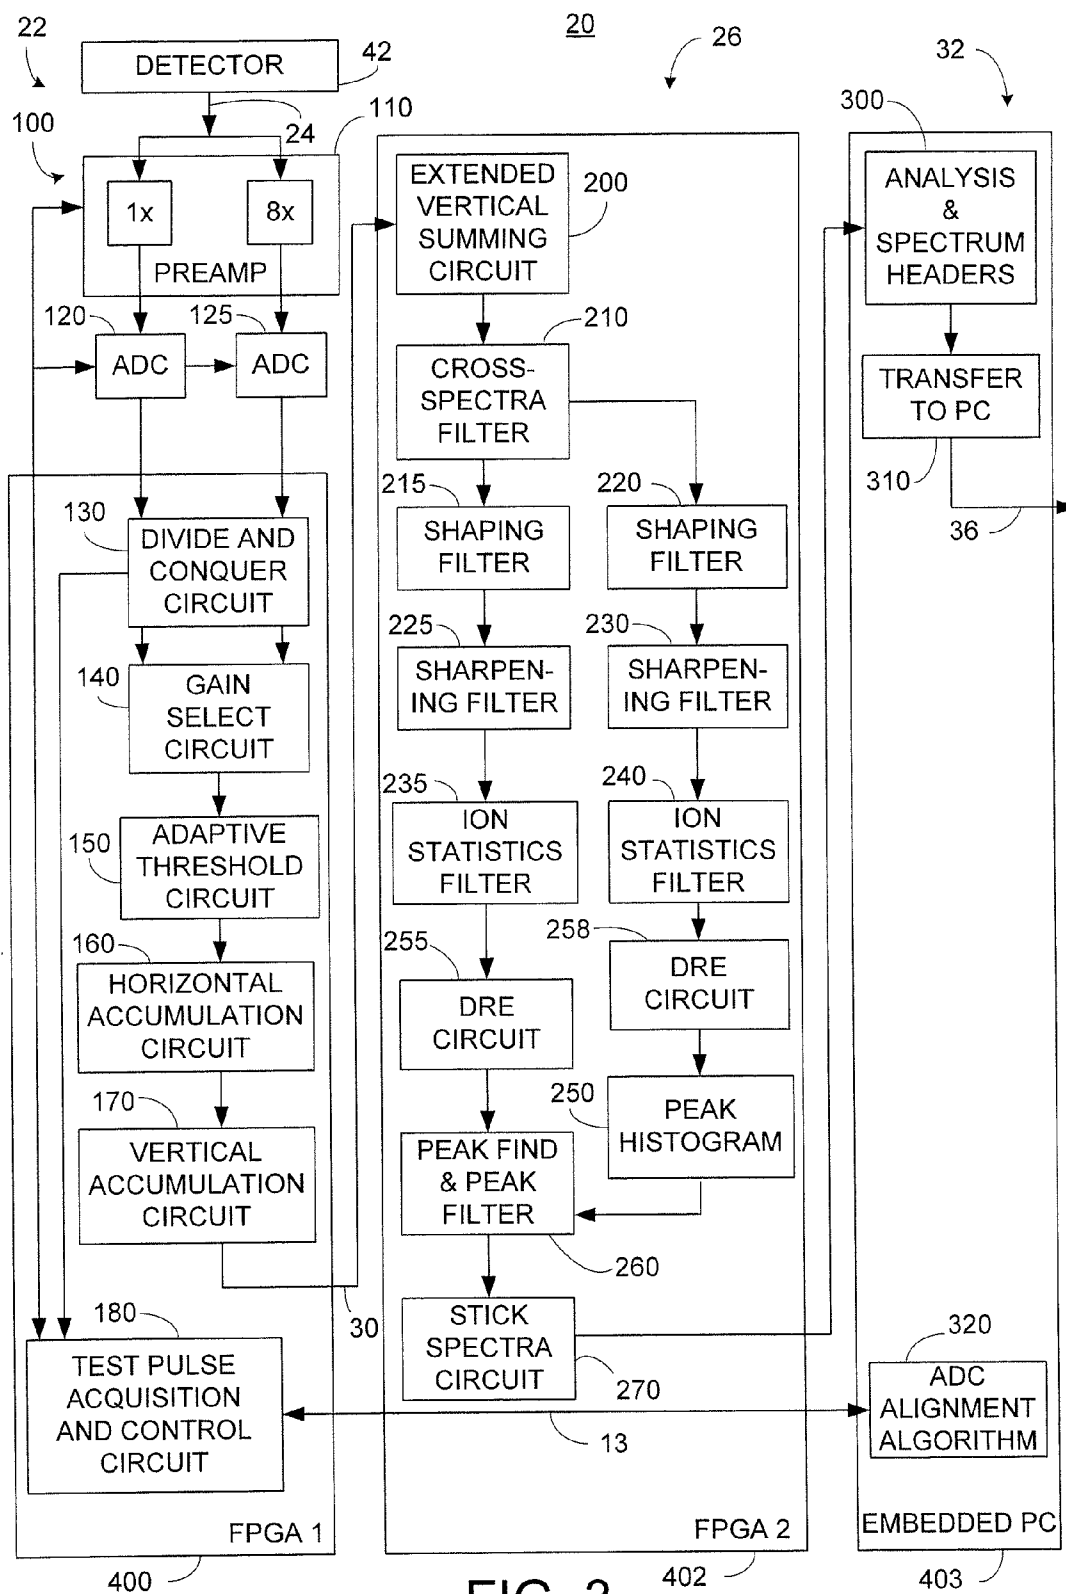 20
22
26
32
DETECTOR
42
24
100
110
1x
8x
PREAMP
120
125
ADC
ADC
130
DIVIDE AND
CONQUER
CIRCUIT
140
GAIN
SELECT
CIRCUIT
150
ADAPTIVE
THRESHOLD
CIRCUIT
160
HORIZONTAL
ACCUMULATION
CIRCUIT
170
VERTICAL
ACCUMULATION
CIRCUIT
30
180
TEST PULSE
ACQUISITION
AND CONTROL
CIRCUIT
FPGA 1
400
EXTENDED
VERTICAL
SUMMING
CIRCUIT
200
210
CROSS-
SPECTRA
FILTER
215
SHAPING
FILTER
220
SHAPING
FILTER
225
SHARPEN-
ING FILTER
230
SHARPEN-
ING FILTER
235
ION
STATISTICS
FILTER
240
ION
STATISTICS
FILTER
255
DRE
CIRCUIT
258
DRE
CIRCUIT
250
PEAK
HISTOGRAM
PEAK FIND
& PEAK
FILTER
260
STICK
SPECTRA
CIRCUIT
270
13
FPGA 2
402
300
ANALYSIS
&
SPECTRUM
HEADERS
TRANSFER
TO PC
310
36
320
ADC
ALIGNMENT
ALGORITHM
EMBEDDED PC
403